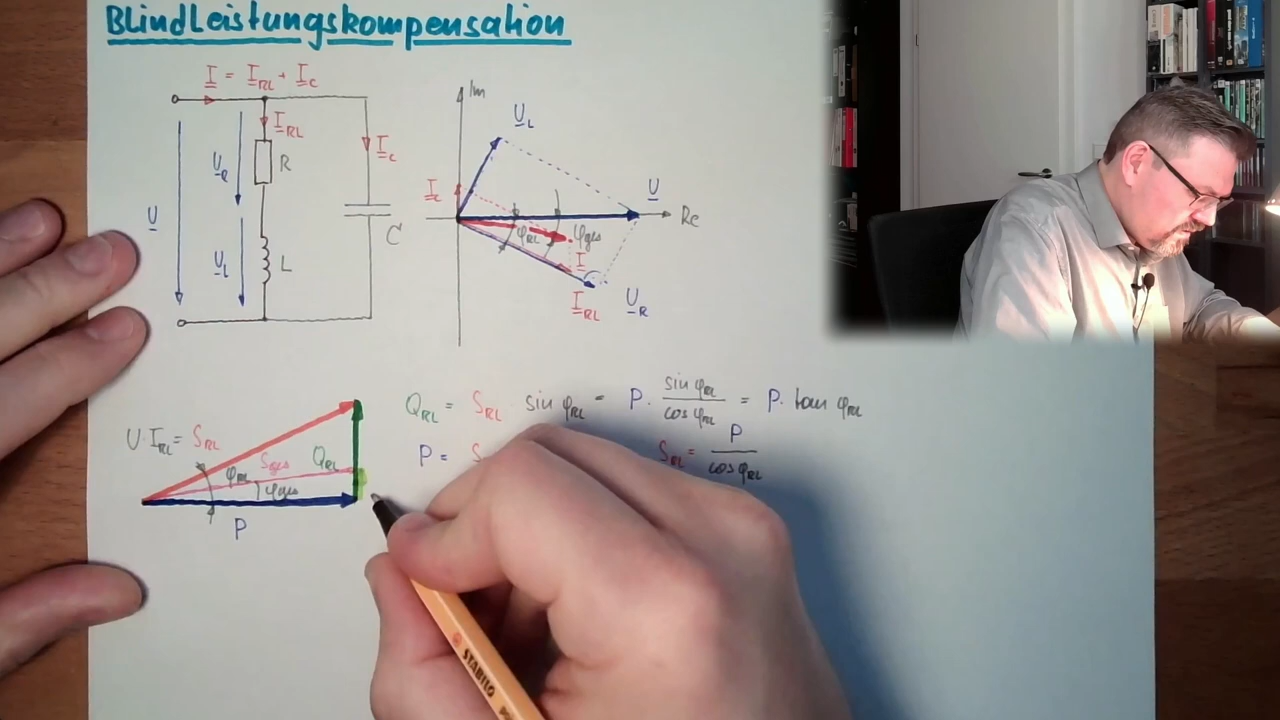 Blindleistungskompensation
I = I_RL + I_C
Im
U_L
I_RL
I_C
U_R
R
I_C
U
U
Re
C
φ_RL
φ_ges
U_L
L
I
I_RL
U_R
Q_RL = S_RL · sin φ_RL = P · sin φ_RL / cos φ_RL = P · tan φ_RL
U·I_RL = S_RL
P = S
S_RL = P / cos φ_RL
S_ges
Q_RL
φ_RL
φ_ges
P
STABILO